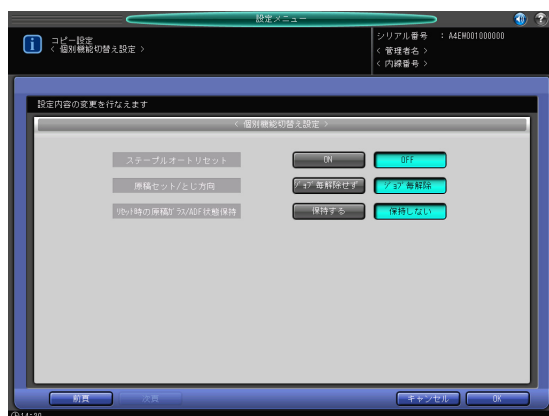 設定メニュー
コピー設定
< 個別機能切替え設定 >
シリアル番号 : A4EM001000000
< 管理者名 >
< 内線番号 >
設定内容の変更を行なえます
< 個別機能切替え設定 >
ステープルオートリセット ON OFF
原稿セット/とじ方向 ジョブ毎解除せず ジョブ毎解除
リセット時の原稿ガラス/ADF状態保持 保持する 保持しない
前頁 次頁 キャンセル OK